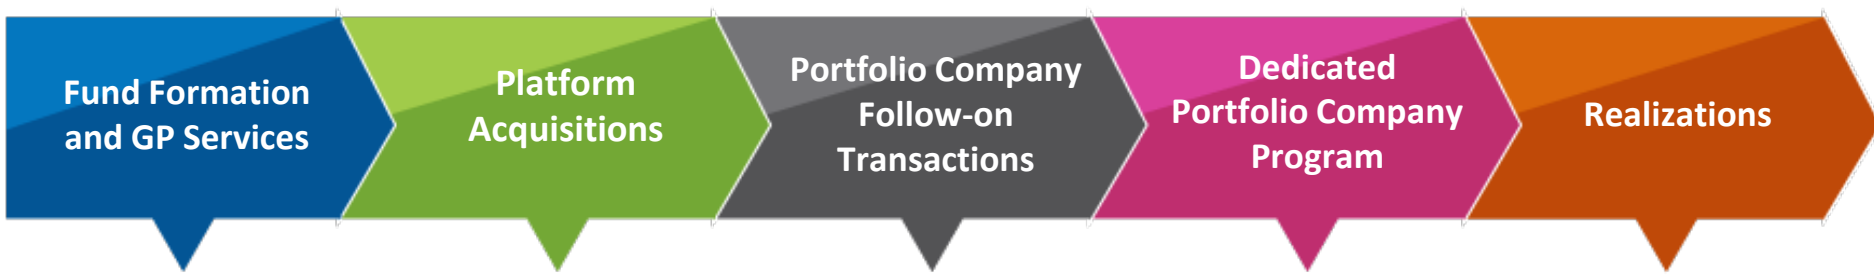 Fund Formation
and GP Services
Platform
Acquisitions
Portfolio Company
Follow-on
Transactions
Dedicated
Portfolio Company
Program
Realizations